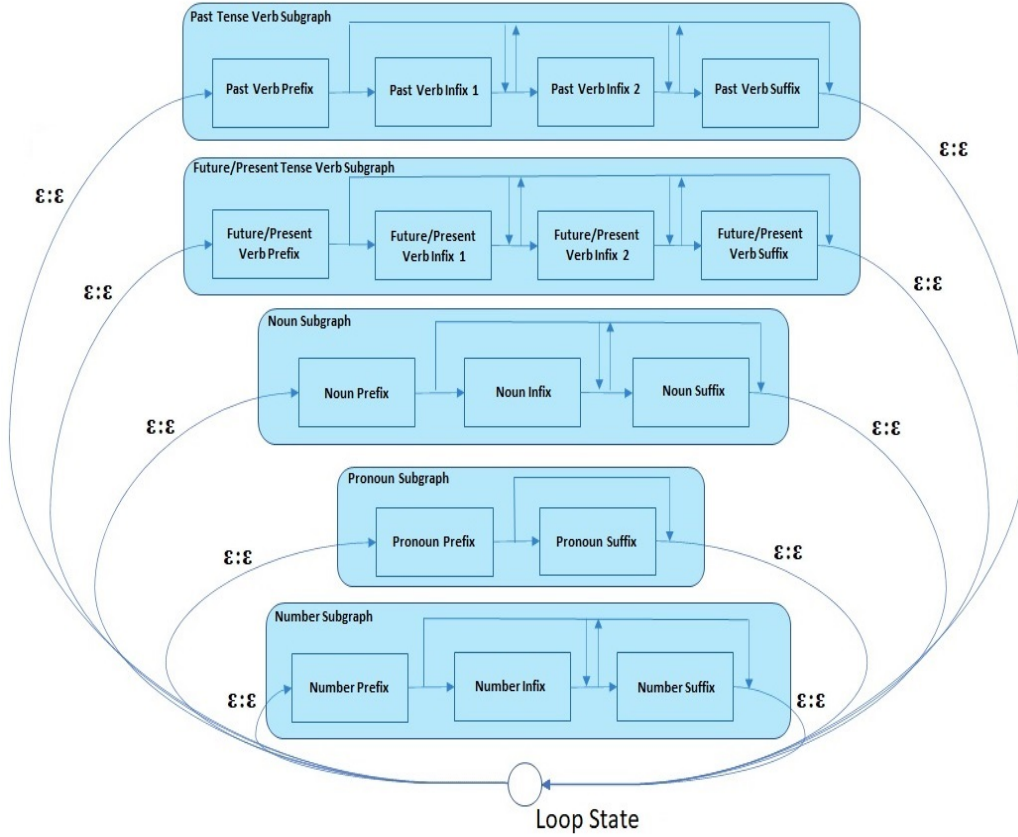 Past Tense Verb Subgraph
Past Verb Prefix
Past Verb Infix 1
Past Verb Infix 2
Past Verb Suffix
ε:ε
ε:ε
Future/Present Tense Verb Subgraph
Future/Present
Verb Prefix
Future/Present
Verb Infix 1
Future/Present
Verb Infix 2
Future/Present
Verb Suffix
ε:ε
ε:ε
Noun Subgraph
Noun Prefix
Noun Infix
Noun Suffix
ε:ε
ε:ε
Pronoun Subgraph
Pronoun Prefix
Pronoun Suffix
ε:ε
ε:ε
Number Subgraph
Number Prefix
Number Infix
Number Suffix
ε:ε
ε:ε
Loop State